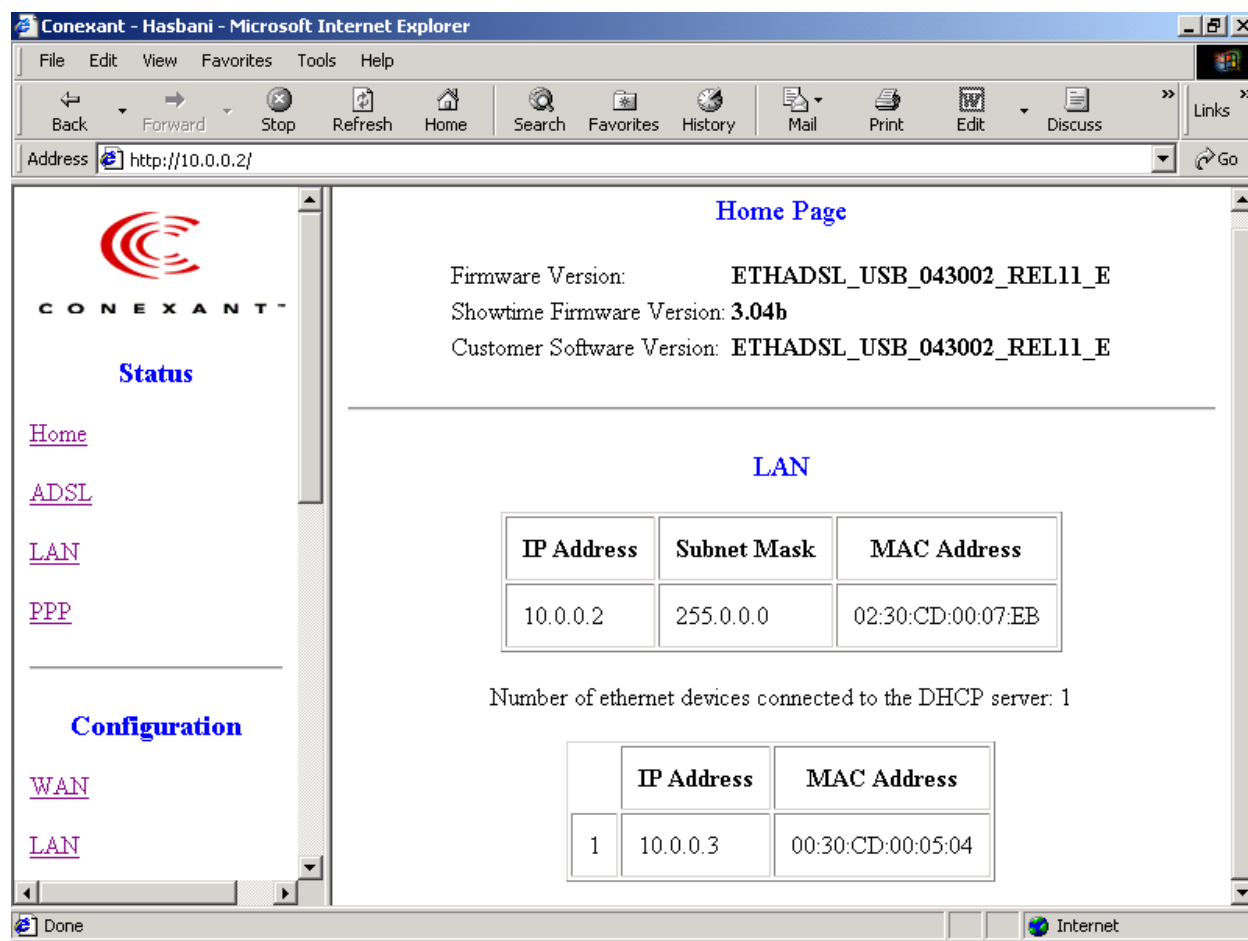 Conexant - Hasbani - Microsoft Internet Explorer
File Edit View Favorites Tools Help
Back Forward Stop Refresh Home Search Favorites History Mail Print Edit Discuss » Links »
Address http://10.0.0.2/ Go
CONEXANT™
Status
Home
ADSL
LAN
PPP
Configuration
WAN
LAN
Home Page
Firmware Version: ETHADSL_USB_043002_REL11_E
Showtime Firmware Version: 3.04b
Customer Software Version: ETHADSL_USB_043002_REL11_E
LAN
IP Address Subnet Mask MAC Address
10.0.0.2 255.0.0.0 02:30:CD:00:07:EB
Number of ethernet devices connected to the DHCP server: 1
IP Address MAC Address
1 10.0.0.3 00:30:CD:00:05:04
Done Internet